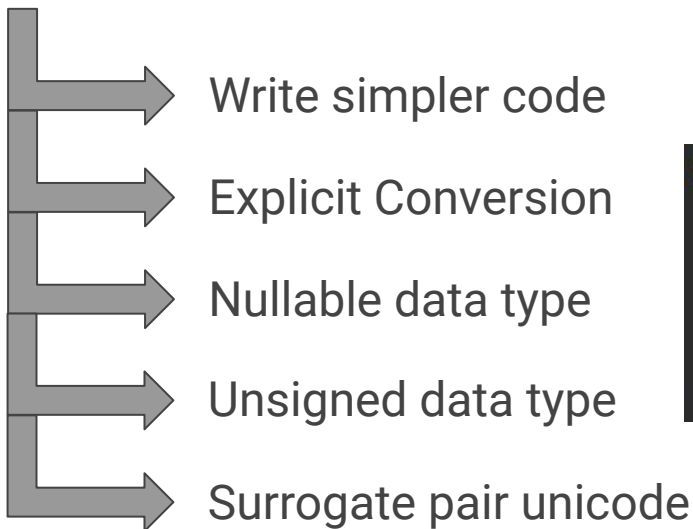 Write simpler code
Explicit Conversion
Nullable data type
Unsigned data type
Surrogate pair unicode